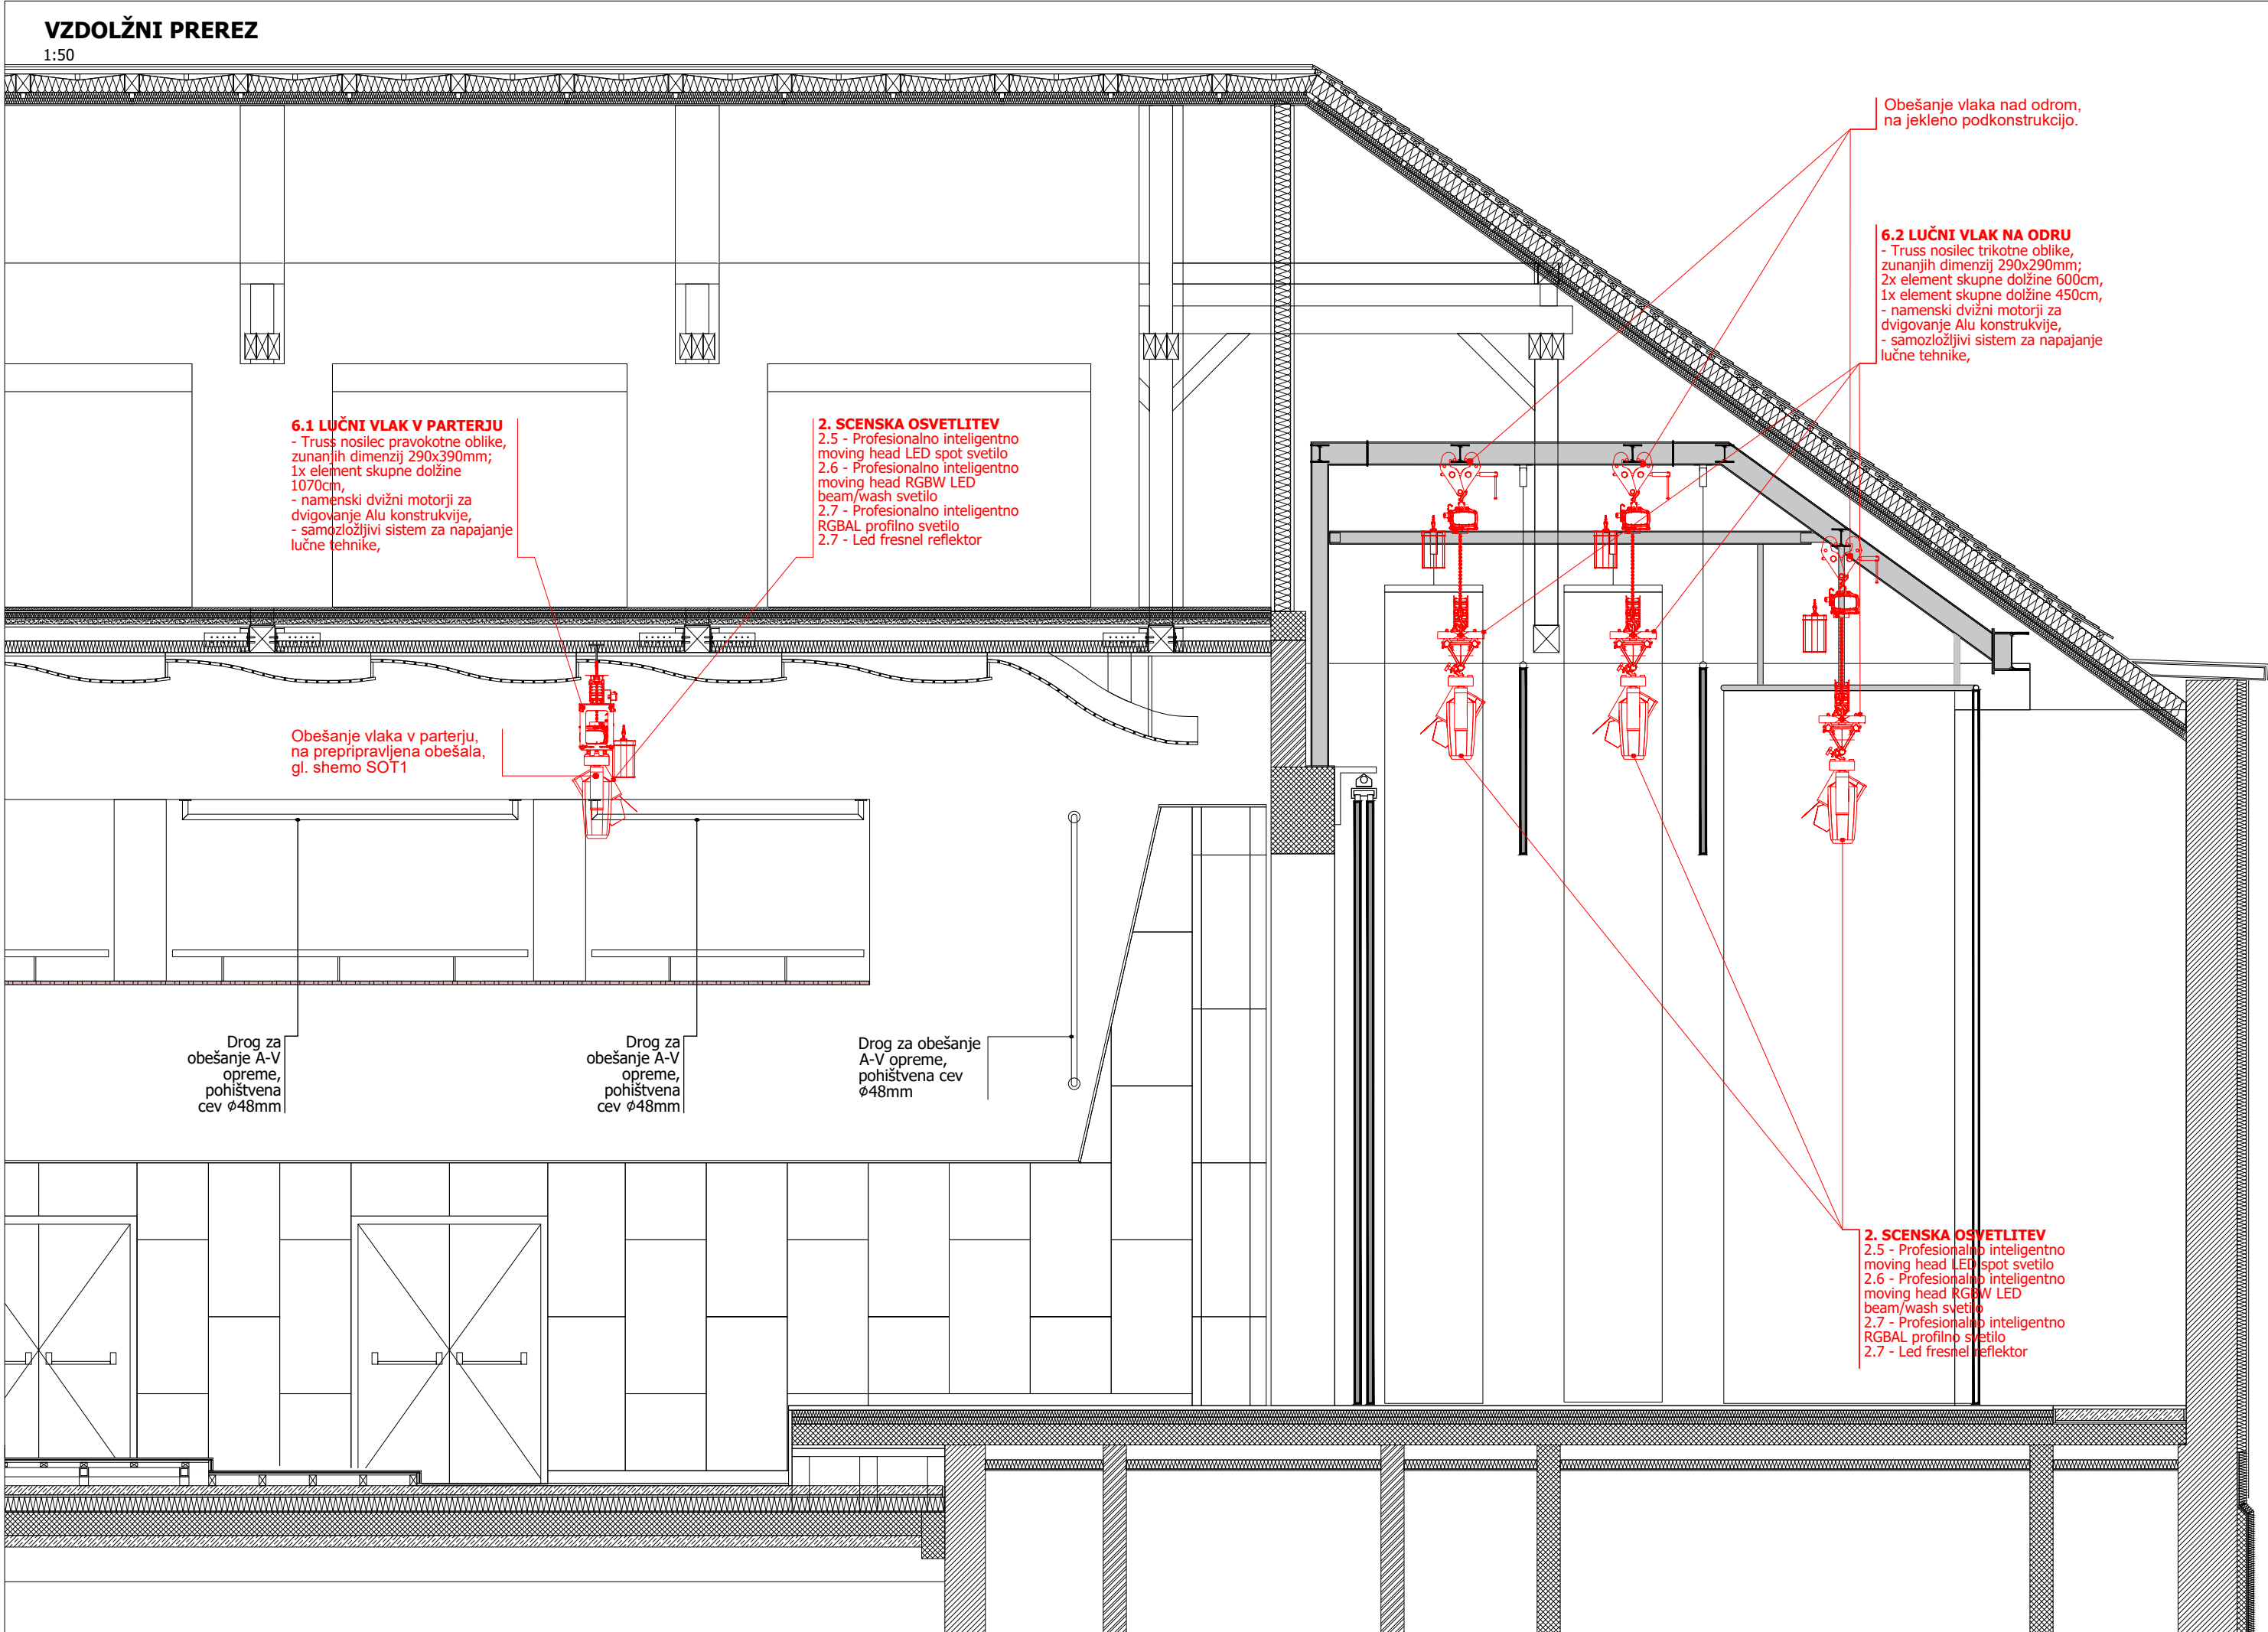 VZDOLŽNI PREREZ
1:50
Obešanje vlaka nad odrom,
na jekleno podkonstrukcijo.
6.2 LUČNI VLAK NA ODRU
- Truss nosilec trikotne oblike,
zunanjih dimenzij 290x290mm;
2x element skupne dolžine 600cm,
1x element skupne dolžine 450cm,
- namenski dvižni motorji za
dvigovanje Alu konstrukvije,
- samozložljivi sistem za napajanje
lučne tehnike,
6.1 LUČNI VLAK V PARTERJU
- Truss nosilec pravokotne oblike,
zunanjih dimenzij 290x390mm;
1x element skupne dolžine
1070cm,
- namenski dvižni motorji za
dvigovanje Alu konstrukvije,
- samozložljivi sistem za napajanje
lučne tehnike,
2. SCENSKA OSVETLITEV
2.5 - Profesionalno inteligentno
moving head LED spot svetilo
2.6 - Profesionalno inteligentno
moving head RGBW LED
beam/wash svetilo
2.7 - Profesionalno inteligentno
RGBAL profilno svetilo
2.7 - Led fresnel reflektor
Obešanje vlaka v parterju,
na prepripravljena obešala,
gl. shemo SOT1
Drog za
obešanje A-V
opreme,
pohištvena
cev ⌀48mm
Drog za
obešanje A-V
opreme,
pohištvena
cev ⌀48mm
Drog za obešanje
A-V opreme,
pohištvena cev
⌀48mm
2. SCENSKA OSVETLITEV
2.5 - Profesionalno inteligentno
moving head LED spot svetilo
2.6 - Profesionalno inteligentno
moving head RGBW LED
beam/wash svetilo
2.7 - Profesionalno inteligentno
RGBAL profilno svetilo
2.7 - Led fresnel reflektor